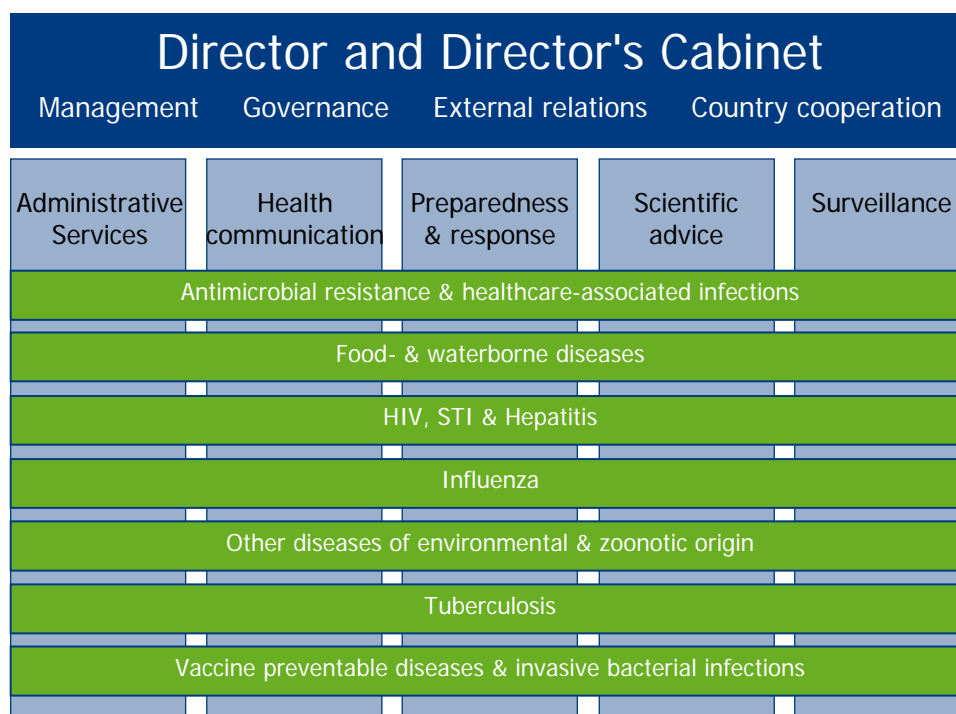 Director and Director's Cabinet
Management Governance External relations Country cooperation
Administrative
Services
Health
communication
Preparedness
& response
Scientific
advice
Surveillance
Antimicrobial resistance & healthcare-associated infections
Food- & waterborne diseases
HIV, STI & Hepatitis
Influenza
Other diseases of environmental & zoonotic origin
Tuberculosis
Vaccine preventable diseases & invasive bacterial infections